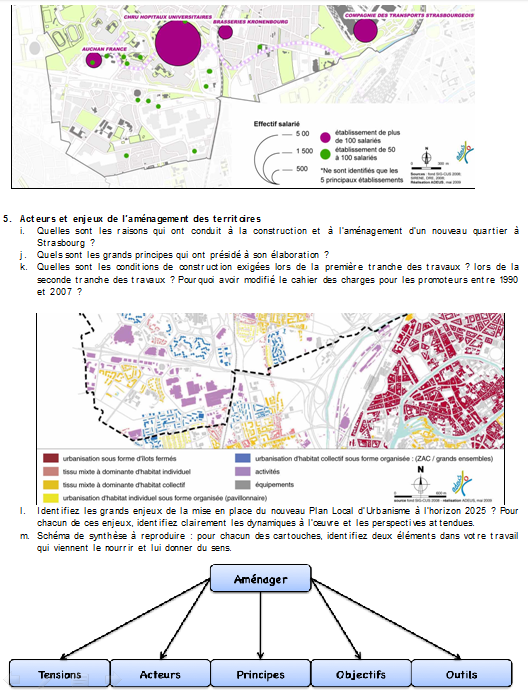 CHRU HOPITAUX UNIVERSITAIRES
BRASSERIES KRONENBOURG
COMPAGNIE DES TRANSPORTS STRASBOURGEOIS
AUCHAN FRANCE
Effectif salarié
5 00
1 500
500
établissement de plus
de 100 salariés
établissement de 50
à 100 salariés
*Ne sont identifiés que les
5 principaux établissements
N
5. Acteurs et enjeux de l'aménagement des territoires
i. Quelles sont les raisons qui ont conduit à la construction et à l'aménagement d'un nouveau quartier à
Strasbourg ?
j. Quels sont les grands principes qui ont présidé à son élaboration ?
k. Quelles sont les conditions de construction exigées lors de la première tranche des travaux ? lors de la
seconde tranche des travaux ? Pourquoi avoir modifié le cahier des charges pour les promoteurs entre 1990
et 2007 ?
urbanisation sous forme d'îlots fermés
tissu mixte à dominante d'habitat individuel
tissu mixte à dominante d'habitat collectif
urbanisation d'habitat individuel sous forme organisée (pavillonnaire)
urbanisation d'habitat collectif sous forme organisée : (ZAC / grands ensembles)
activités
équipements
N
l. Identifiez les grands enjeux de la mise en place du nouveau Plan Local d'Urbanisme à l'horizon 2025 ? Pour
chacun de ces enjeux, identifiez clairement les dynamiques à l'œuvre et les perspectives attendues.
m. Schéma de synthèse à reproduire : pour chacun des cartouches, identifiez deux éléments dans votre travail
qui viennent le nourrir et lui donner du sens.
Aménager
Tensions
Acteurs
Principes
Objectifs
Outils